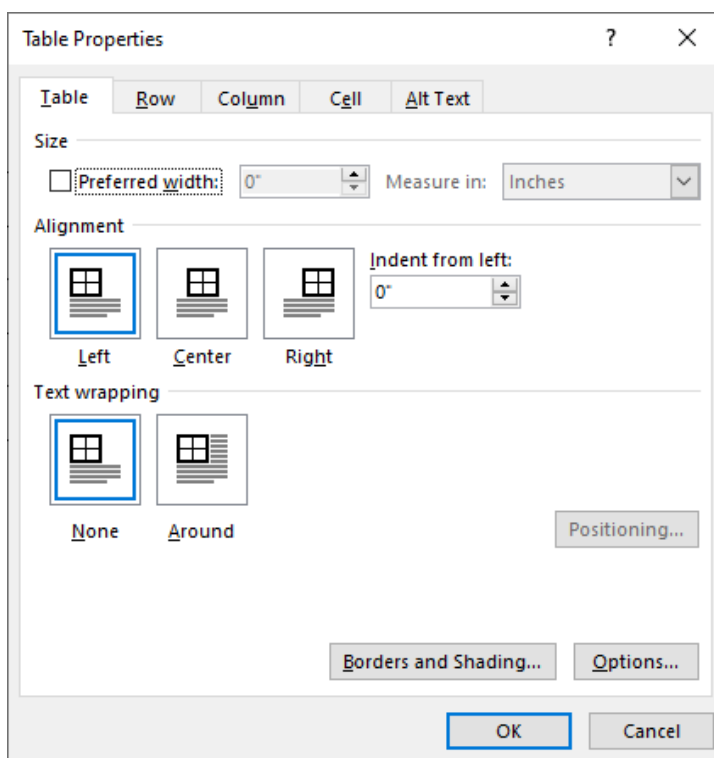 Table Properties ?
Table Row Column Cell Alt Text
Size
Preferred width: 0" Measure in: Inches
Alignment
Indent from left:
0"
Left Center Right
Text wrapping
None Around
Positioning...
Borders and Shading... Options...
OK Cancel